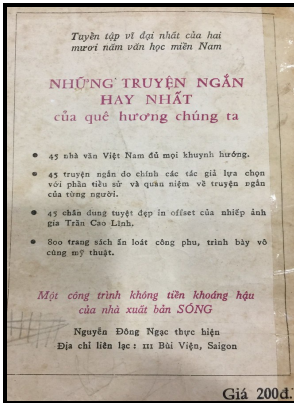 Tuyển tập vĩ đại nhất của hai
mươi năm văn học miền Nam
NHỮNG TRUYỆN NGẮN
HAY NHẤT
của quê hương chúng ta
● 45 nhà văn Việt Nam đủ mọi khuynh hướng.
● 45 truyện ngắn do chính các tác giả lựa chọn
với phần tiểu sử và quan niệm về truyện ngắn
của từng người.
● 45 chân dung tuyệt đẹp in offset của nhiếp ảnh
gia Trần Cao Lĩnh.
● 800 trang sách ấn loát công phu, trình bày vô
cùng mỹ thuật.
Một công trình không tiền khoáng hậu
của nhà xuất bản SÓNG
Nguyễn Đông Ngạc thực hiện
Địa chỉ liên lạc : 111 Bùi Viện, Saigon
Giá 200đ.